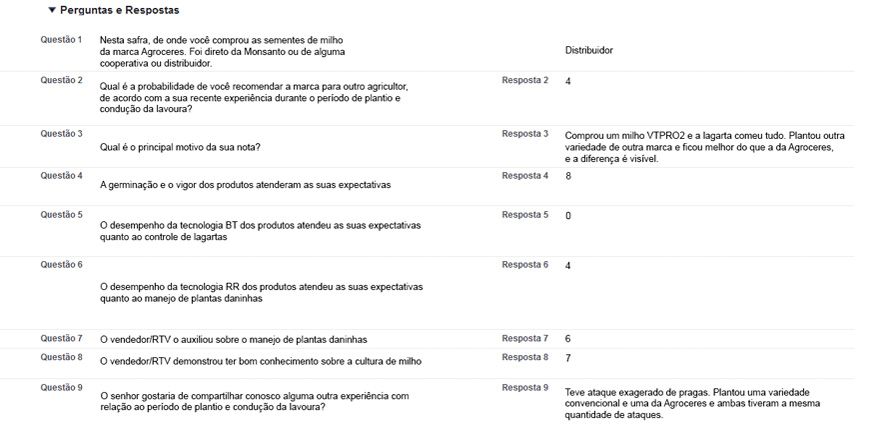 ▼ Perguntas e Respostas
Questão 1
Nesta safra, de onde você comprou as sementes de milho
da marca Agroceres. Foi direto da Monsanto ou de alguma
cooperativa ou distribuidor.
Distribuidor
Questão 2
Qual é a probabilidade de você recomendar a marca para outro agricultor,
de acordo com a sua recente experiência durante o período de plantio e
condução da lavoura?
Resposta 2
4
Questão 3
Qual é o principal motivo da sua nota?
Resposta 3
Comprou um milho VTPRO2 e a lagarta comeu tudo. Plantou outra
variedade de outra marca e ficou melhor do que a da Agroceres,
e a diferença é visível.
Questão 4
A germinação e o vigor dos produtos atenderam as suas expectativas
Resposta 4
8
Questão 5
O desempenho da tecnologia BT dos produtos atendeu as suas expectativas
quanto ao controle de lagartas
Resposta 5
0
Questão 6
O desempenho da tecnologia RR dos produtos atendeu as suas expectativas
quanto ao manejo de plantas daninhas
Resposta 6
4
Questão 7
O vendedor/RTV o auxiliou sobre o manejo de plantas daninhas
Resposta 7
6
Questão 8
O vendedor/RTV demonstrou ter bom conhecimento sobre a cultura de milho
Resposta 8
7
Questão 9
O senhor gostaria de compartilhar conosco alguma outra experiência com
relação ao período de plantio e condução da lavoura?
Resposta 9
Teve ataque exagerado de pragas. Plantou uma variedade
convencional e uma da Agroceres e ambas tiveram a mesma
quantidade de ataques.